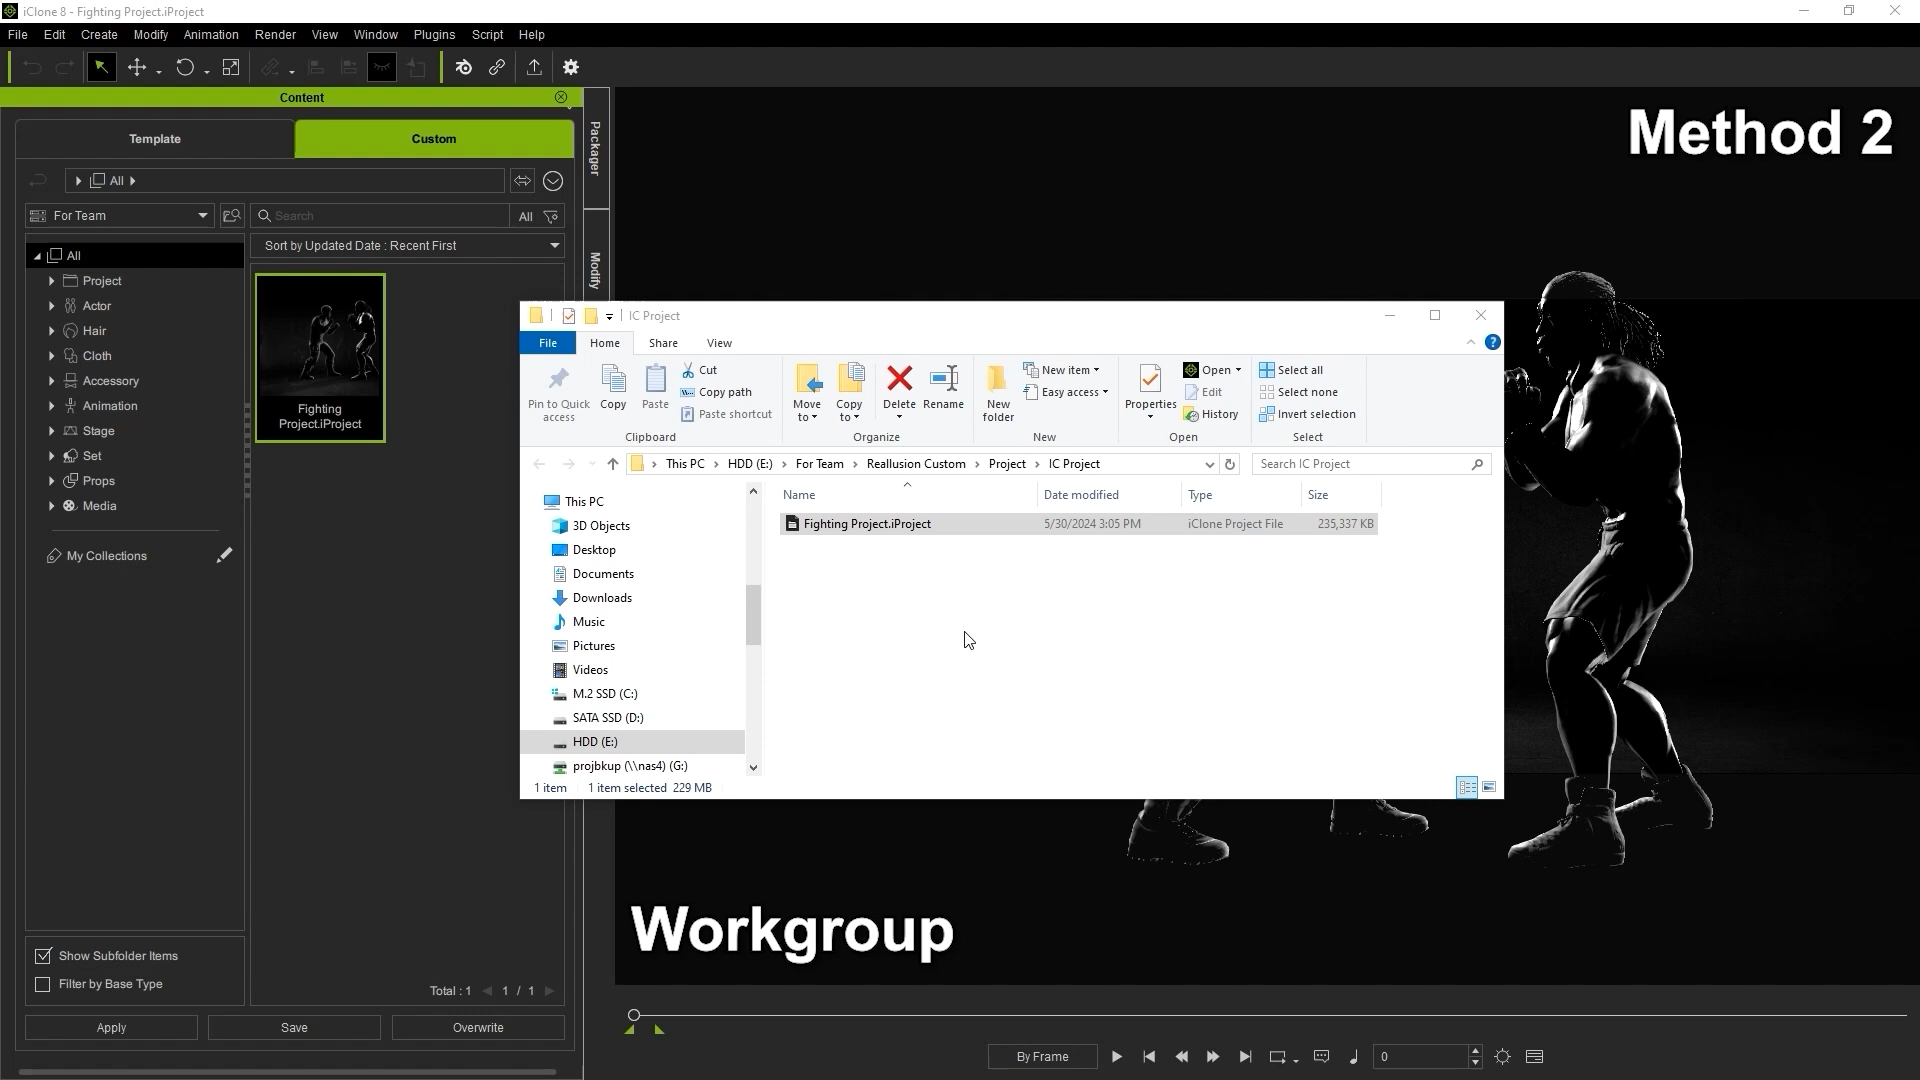 iClone 8 - Fighting Project.iProject
File Edit Create Modify Animation Render View Window Plugins Script Help
Content
Template Custom
All
For Team
Search All
Sort by Updated Date : Recent First
All
Project
Actor
Hair
Cloth
Accessory
Animation
Stage
Set
Props
Media
My Collections
Fighting
Project.iProject
Show Subfolder Items
Filter by Base Type
Total : 1 1 / 1
Apply Save Overwrite
Packager
Modify
Method 2
IC Project
File Home Share View
Pin to Quick
access
Copy
Paste
Cut
Copy path
Paste shortcut
Clipboard
Move
to
Copy
to
Delete
Rename
Organize
New
folder
New item
Easy access
New
Properties
Open
Edit
History
Open
Select all
Select none
Invert selection
Select
This PC HDD (E:) For Team Reallusion Custom Project IC Project
Search IC Project
This PC
3D Objects
Desktop
Documents
Downloads
Music
Pictures
Videos
M.2 SSD (C:)
SATA SSD (D:)
HDD (E:)
projbkup (\\nas4) (G:)
Name Date modified Type Size
Fighting Project.iProject 5/30/2024 3:05 PM iClone Project File 235,337 KB
1 item 1 item selected 229 MB
Workgroup
By Frame 0